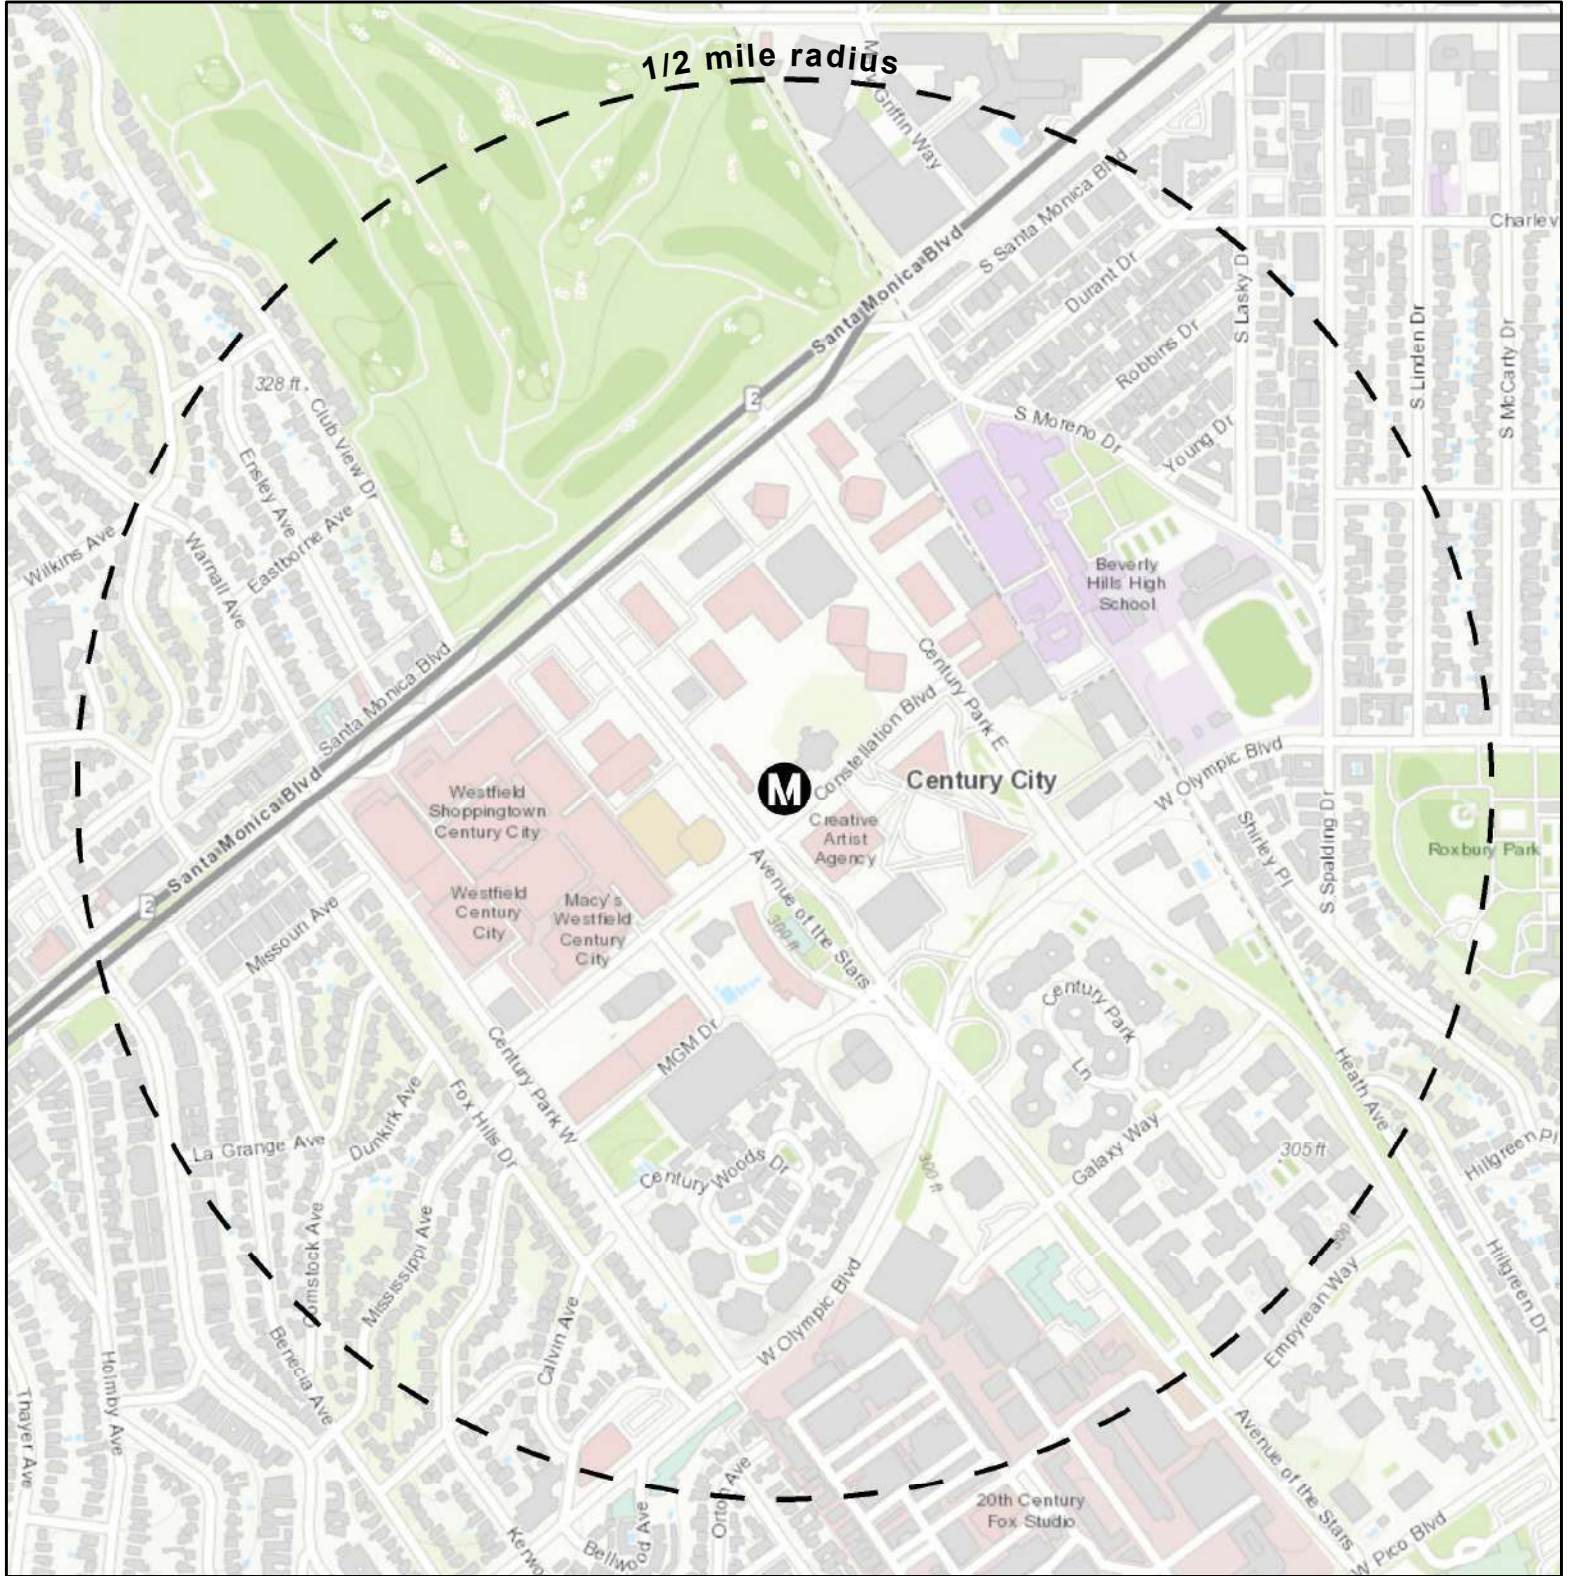 1/2 mile radius
Griffin Way
Santa Monica Blvd
S Santa Monica Blvd
Charlev
Durant Dr
S Lasky Dr
Robbins Dr
S Linden Dr
S McCarty Dr
2
328 ft
Club View Dr
S Moreno Dr
Young Dr
Ensley Ave
Eastborne Ave
Warnall Ave
Wilkins Ave
Beverly
Hills High
School
Century Park E
Santa Monica Blvd
Constellation Blvd
W Olympic Blvd
Century City
M
Westfield
Shoppingtown
Century City
Creative
Artist
Agency
Shirley Pl
S Spalding Dr
Roxbury Park
Santa Monica Blvd
2
Missouri Ave
Westfield
Century
City
Macy's
Westfield
Century
City
Avenue of the Stars
300 ft
Century Park
Ln
MGM Dr
Century Park W
Heath Ave
Fox Hills Dr
Dunkirk Ave
La Grange Ave
Galaxy Way
305 ft
Hillgreen Pl
Century Woods Dr
300 ft
Comstock Ave
Mississippi Ave
300 ft
Hillgreen Dr
Empyrean Way
W Olympic Blvd
Calvin Ave
Benecia Ave
Holmby Ave
Thayer Ave
Avenue of the Stars
20th Century
Fox Studio
Orton Ave
Bellwood Ave
Kerwo
W Pico Blvd